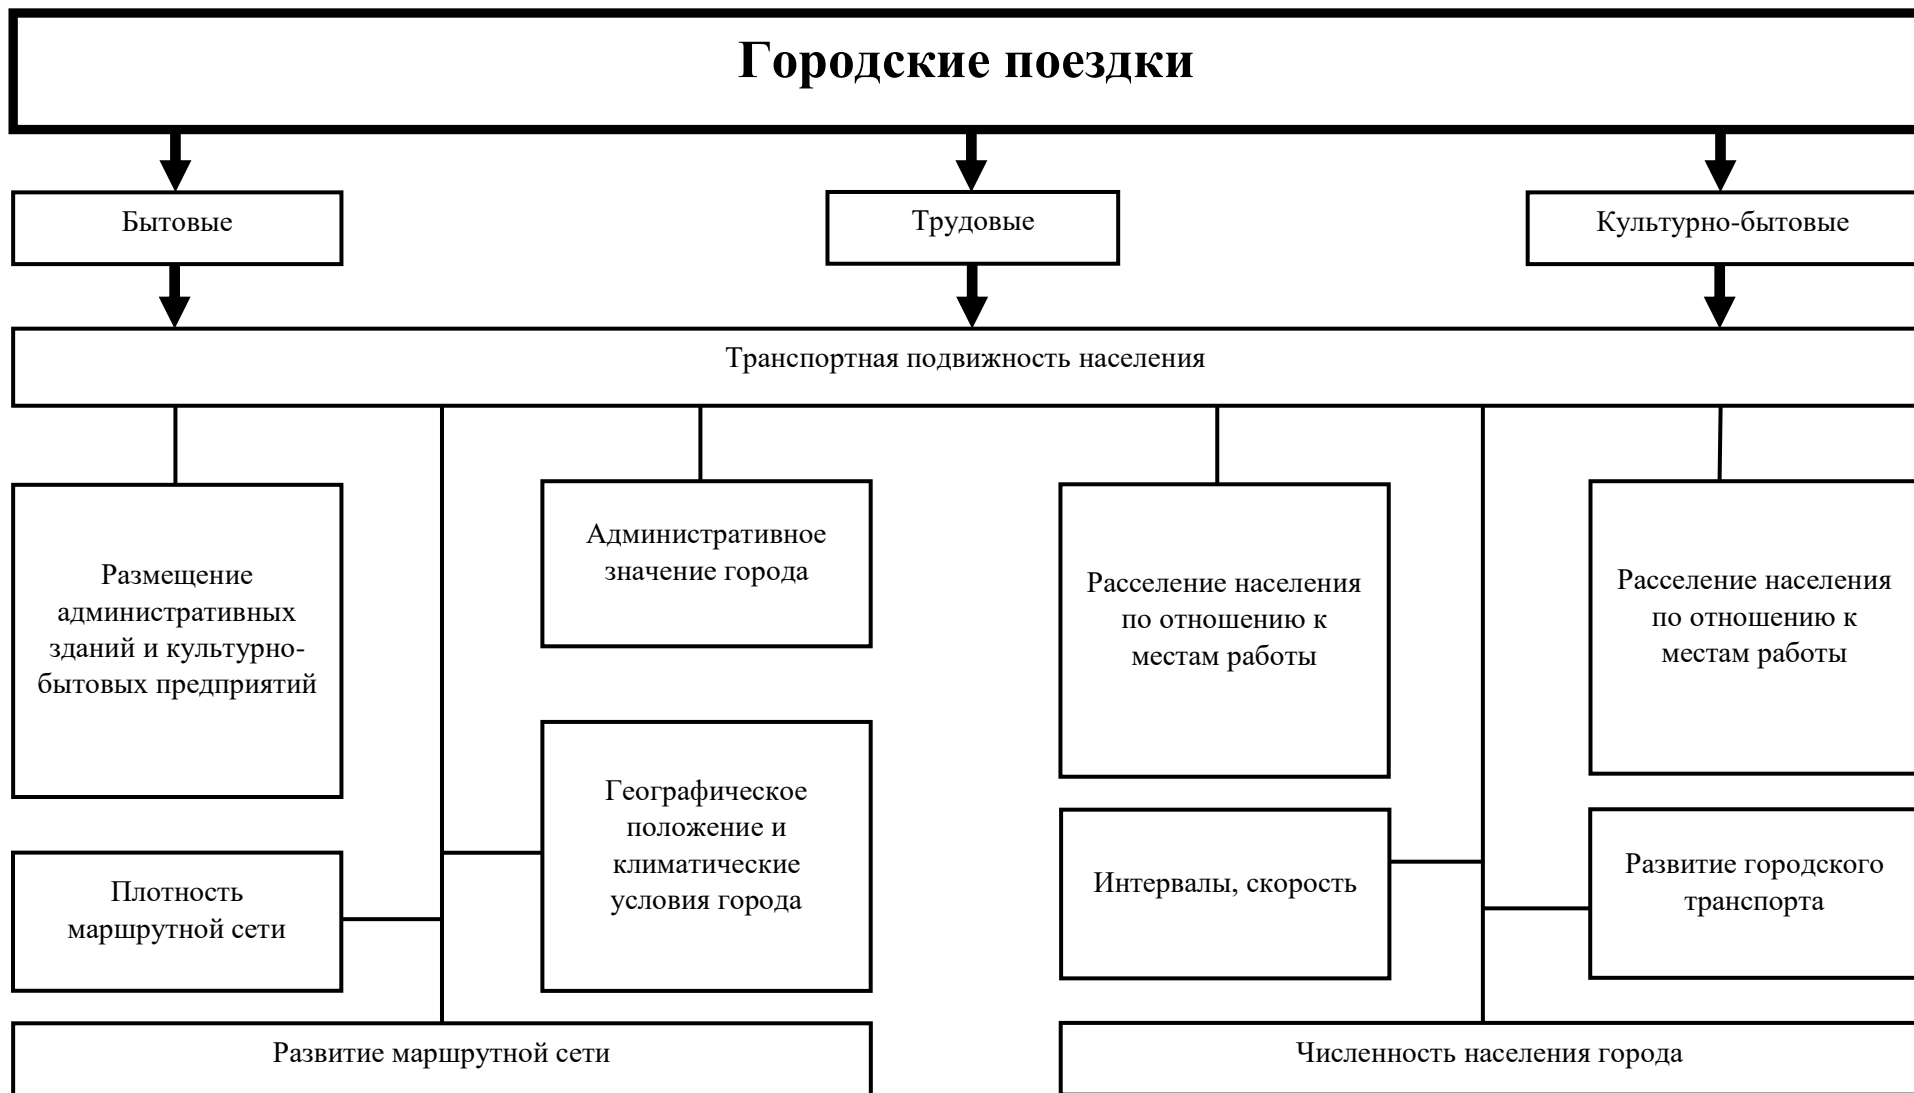 Городские поездки
Бытовые
Трудовые
Культурно-бытовые
Транспортная подвижность населения
Размещение
административных
зданий и культурно-
бытовых предприятий
Административное
значение города
Расселение населения
по отношению к
местам работы
Расселение населения
по отношению к
местам работы
Плотность
маршрутной сети
Географическое
положение и
климатические
условия города
Интервалы, скорость
Развитие городского
транспорта
Развитие маршрутной сети
Численность населения города